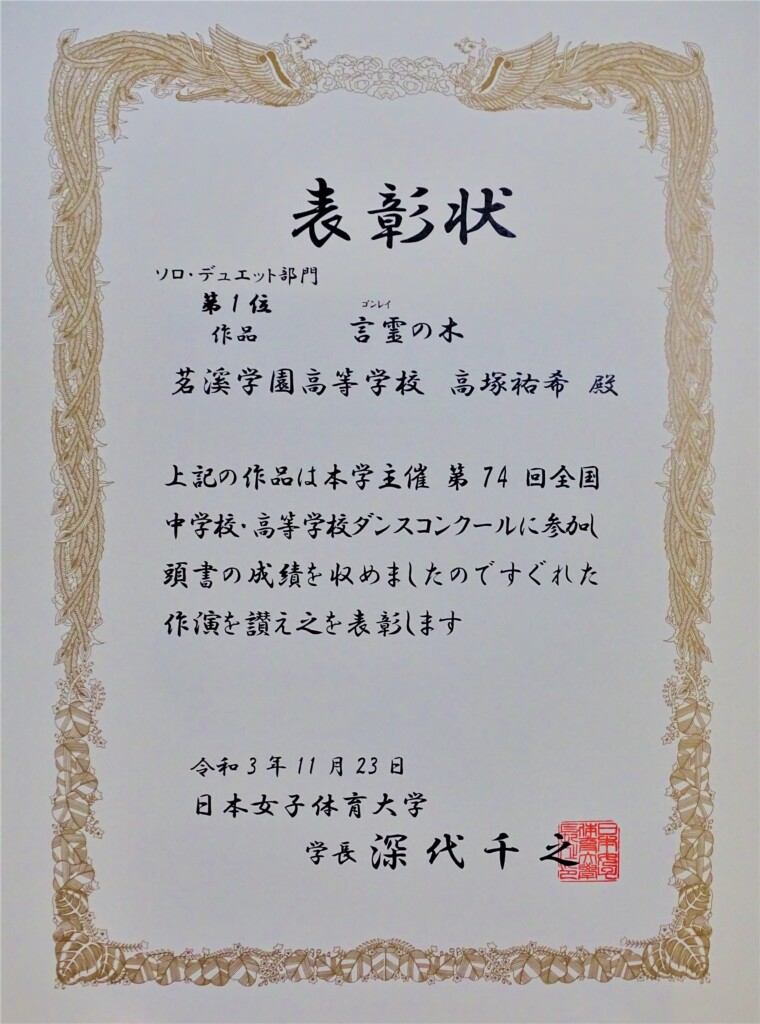 表彰状
ソロ・デュエット部門
第1位
ゴンレイ
作品 言霊の木
茗溪学園高等学校 高塚祐希 殿
上記の作品は本学主催 第 74 回全国
中学校・高等学校ダンスコンクールに参加し
頭書の成績を収めましたのですぐれた
作演を讃え之を表彰します
令和3年11月23日
日本女子体育大学
学長 深代千之